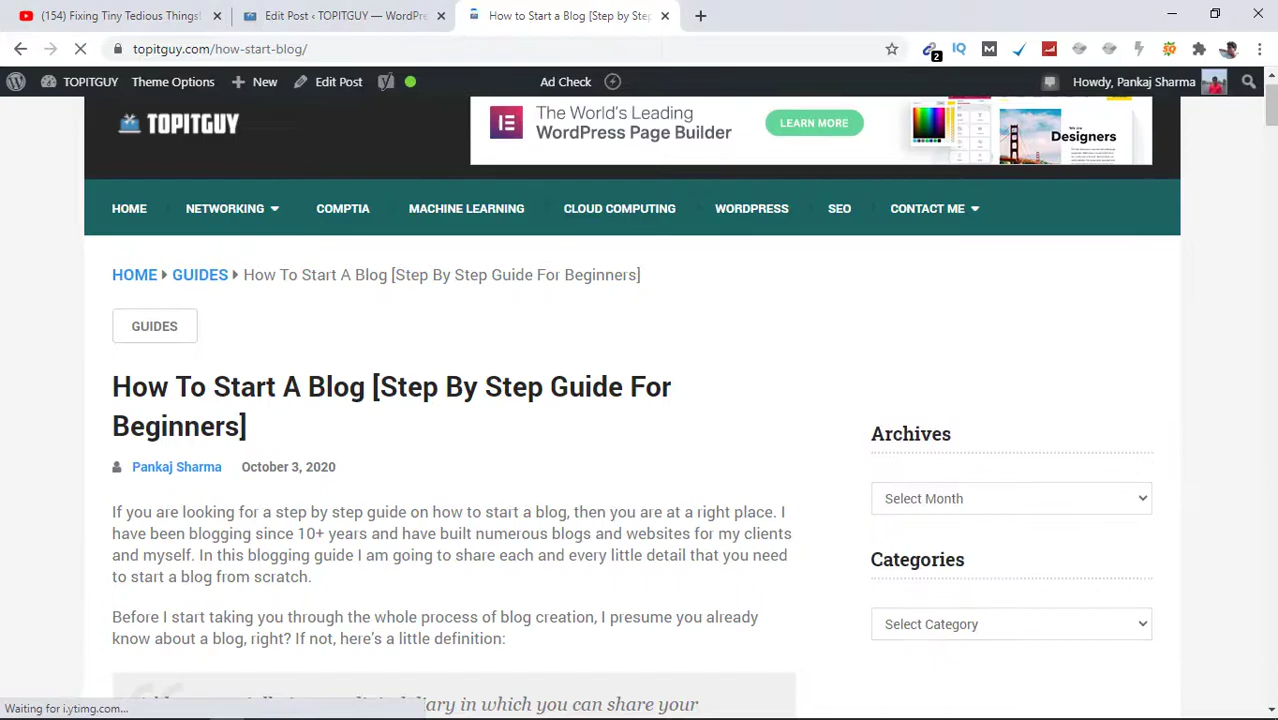 (154) Fixing Tiny Tedious Things!
Edit Post ‹ TOPITGUY — WordPre
How to Start a Blog [Step by Step
topitguy.com/how-start-blog/
IQ
M
2
TOPITGUY
Theme Options
New
Edit Post
Ad Check
Howdy, Pankaj Sharma
TOPITGUY
The World's Leading
WordPress Page Builder
LEARN MORE
Designers
HOME
NETWORKING
COMPTIA
MACHINE LEARNING
CLOUD COMPUTING
WORDPRESS
SEO
CONTACT ME
HOME GUIDES How To Start A Blog [Step By Step Guide For Beginners]
GUIDES
How To Start A Blog [Step By Step Guide For
Beginners]
Pankaj Sharma October 3, 2020
If you are looking for a step by step guide on how to start a blog, then you are at a right place. I
have been blogging since 10+ years and have built numerous blogs and websites for my clients
and myself. In this blogging guide I am going to share each and every little detail that you need
to start a blog from scratch.
Before I start taking you through the whole process of blog creation, I presume you already
know about a blog, right? If not, here's a little definition:
diary in which you can share your
Archives
Select Month
Categories
Select Category
Waiting for i.ytimg.com...